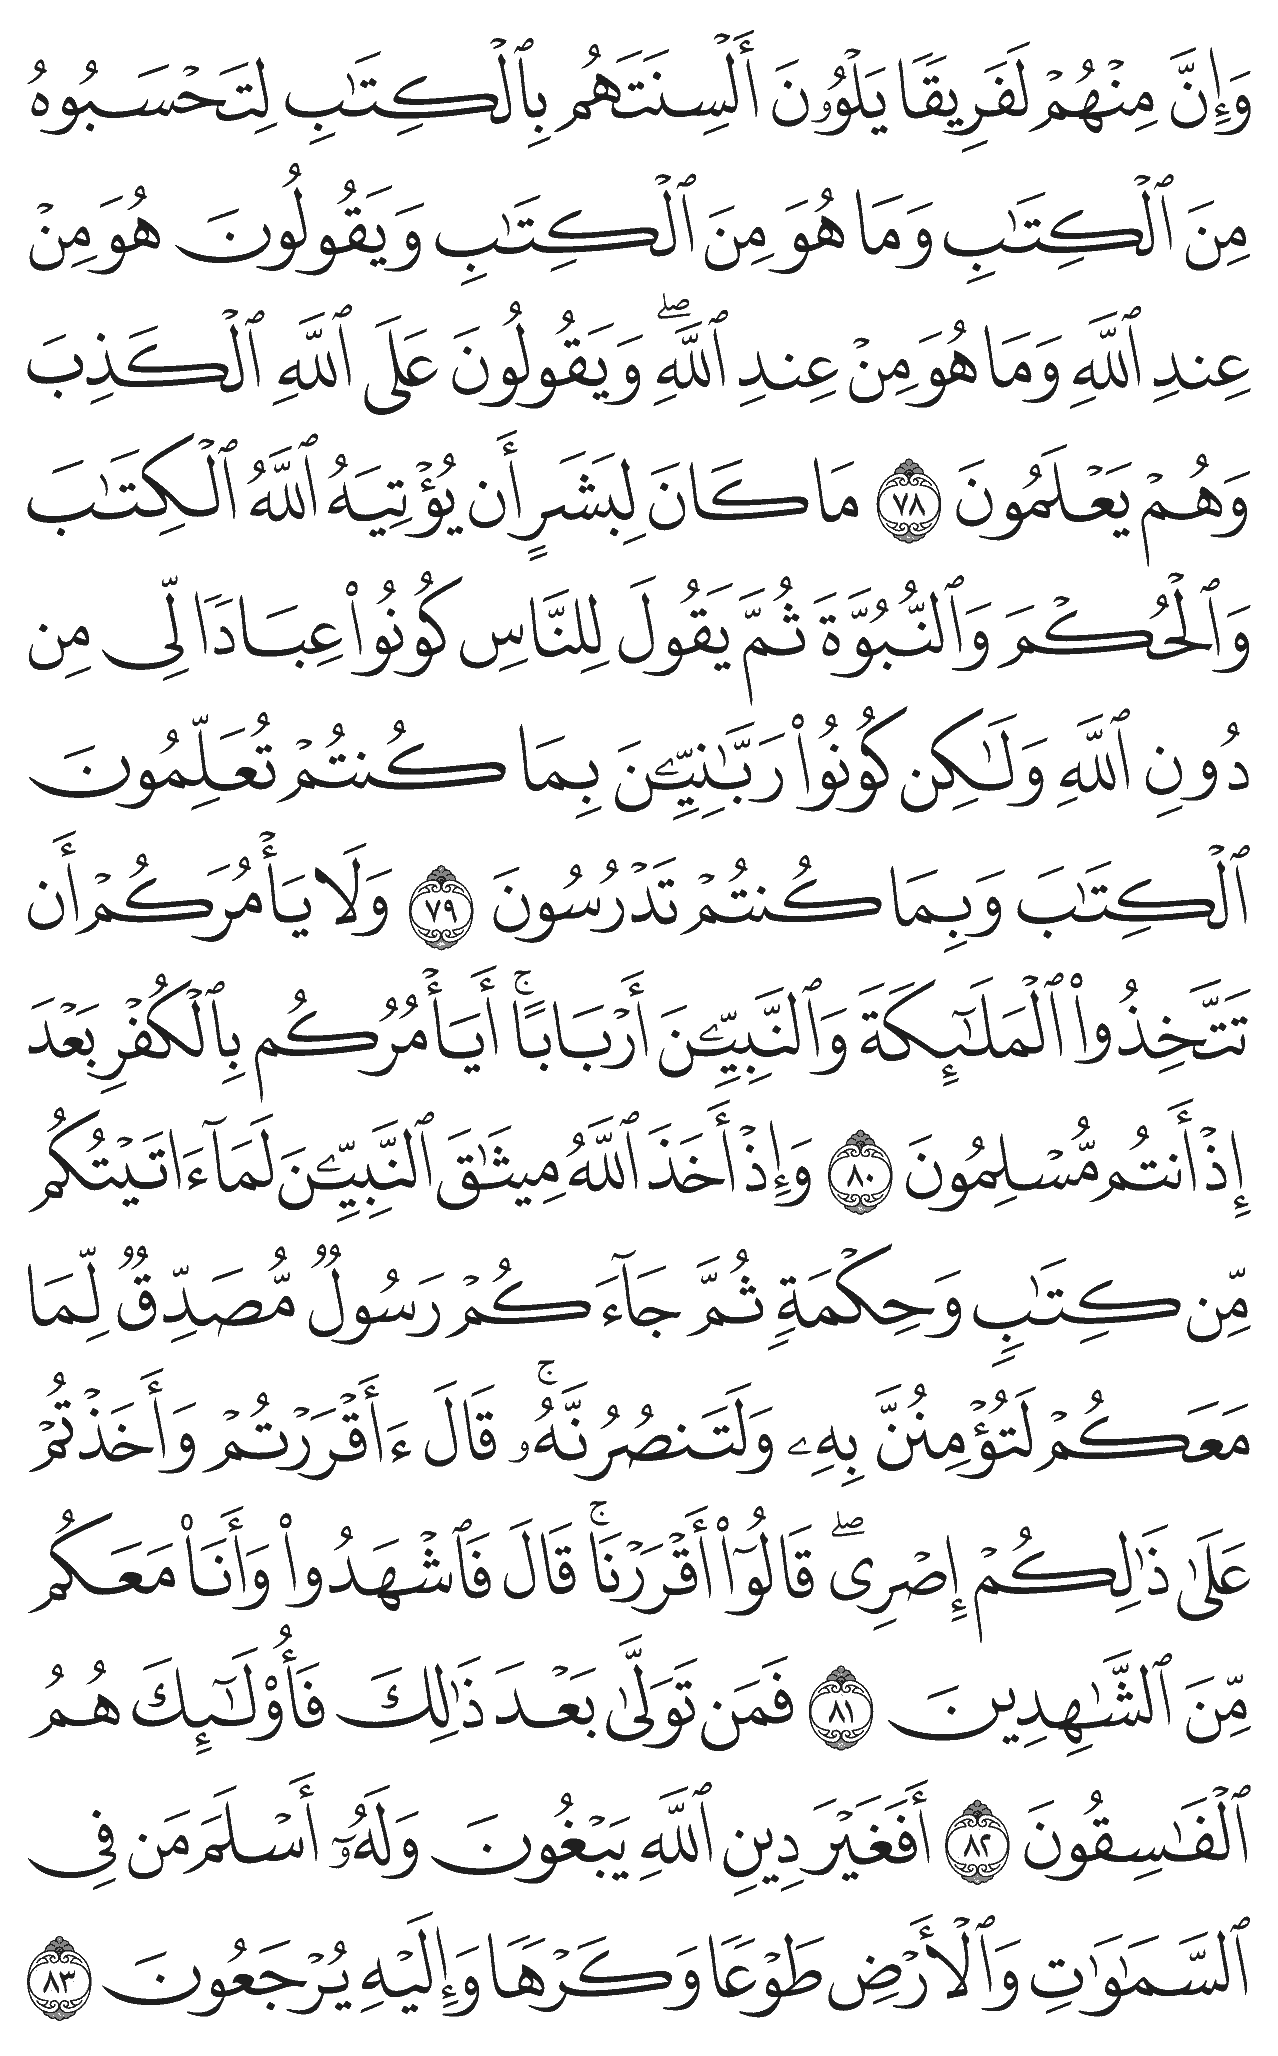 وَإِنَّ مِنۡهُمۡ لَفَرِيقٗا يَلۡوُۥنَ أَلۡسِنَتَهُم بِٱلۡكِتَٰبِ لِتَحۡسَبُوهُ
مِنَ ٱلۡكِتَٰبِ وَمَا هُوَ مِنَ ٱلۡكِتَٰبِ وَيَقُولُونَ هُوَ مِنۡ
عِندِ ٱللَّهِ وَمَا هُوَ مِنۡ عِندِ ٱللَّهِۖ وَيَقُولُونَ عَلَى ٱللَّهِ ٱلۡكَذِبَ
وَهُمۡ يَعۡلَمُونَ ٧٨ مَا كَانَ لِبَشَرٍ أَن يُؤۡتِيَهُ ٱللَّهُ ٱلۡكِتَٰبَ
وَٱلۡحُكۡمَ وَٱلنُّبُوَّةَ ثُمَّ يَقُولَ لِلنَّاسِ كُونُواْ عِبَادٗا لِّي مِن
دُونِ ٱللَّهِ وَلَٰكِن كُونُواْ رَبَّٰنِيِّـۧنَ بِمَا كُنتُمۡ تُعَلِّمُونَ
ٱلۡكِتَٰبَ وَبِمَا كُنتُمۡ تَدۡرُسُونَ ٧٩ وَلَا يَأۡمُرَكُمۡ أَن
تَتَّخِذُواْ ٱلۡمَلَٰٓئِكَةَ وَٱلنَّبِيِّـۧنَ أَرۡبَابًاۚ أَيَأۡمُرُكُم بِٱلۡكُفۡرِ بَعۡدَ
إِذۡ أَنتُم مُّسۡلِمُونَ ٨٠ وَإِذۡ أَخَذَ ٱللَّهُ مِيثَٰقَ ٱلنَّبِيِّـۧنَ لَمَآ ءَاتَيۡتُكُم
مِّن كِتَٰبٖ وَحِكۡمَةٖ ثُمَّ جَآءَكُمۡ رَسُولٞ مُّصَدِّقٞ لِّمَا
مَعَكُمۡ لَتُؤۡمِنُنَّ بِهِۦ وَلَتَنصُرُنَّهُۥۚ قَالَ ءَأَقۡرَرۡتُمۡ وَأَخَذۡتُمۡ
عَلَىٰ ذَٰلِكُمۡ إِصۡرِيۖ قَالُوٓاْ أَقۡرَرۡنَاۚ قَالَ فَٱشۡهَدُواْ وَأَنَا۠ مَعَكُم
مِّنَ ٱلشَّٰهِدِينَ ٨١ فَمَن تَوَلَّىٰ بَعۡدَ ذَٰلِكَ فَأُوْلَٰٓئِكَ هُمُ
ٱلۡفَٰسِقُونَ ٨٢ أَفَغَيۡرَ دِينِ ٱللَّهِ يَبۡغُونَ وَلَهُۥٓ أَسۡلَمَ مَن فِي
ٱلسَّمَٰوَٰتِ وَٱلۡأَرۡضِ طَوۡعٗا وَكَرۡهٗا وَإِلَيۡهِ يُرۡجَعُونَ ٨٣